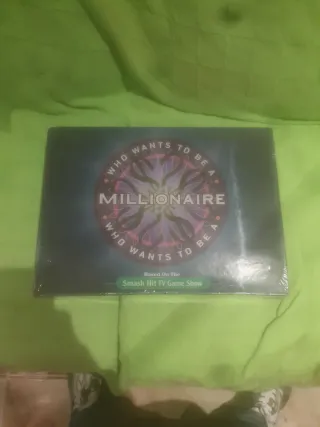 WHO WANTS TO BE A
MILLIONAIRE
WHO WANTS TO BE A
Based On The
Smash Hit TV Game Show